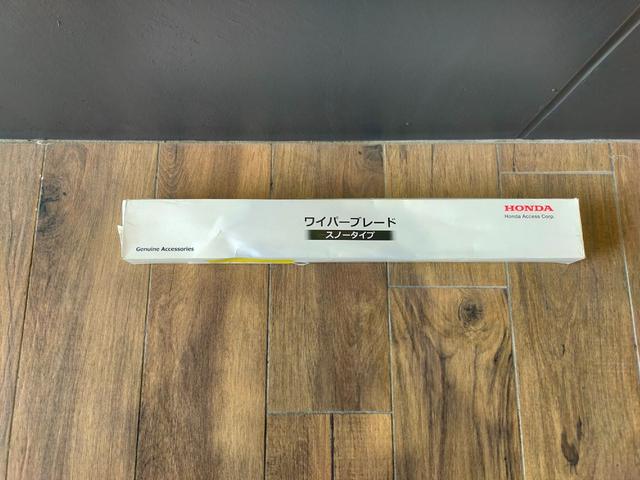 ワイパーブレード
スノータイプ
HONDA
Honda Access Corp.
Genuine Accessories